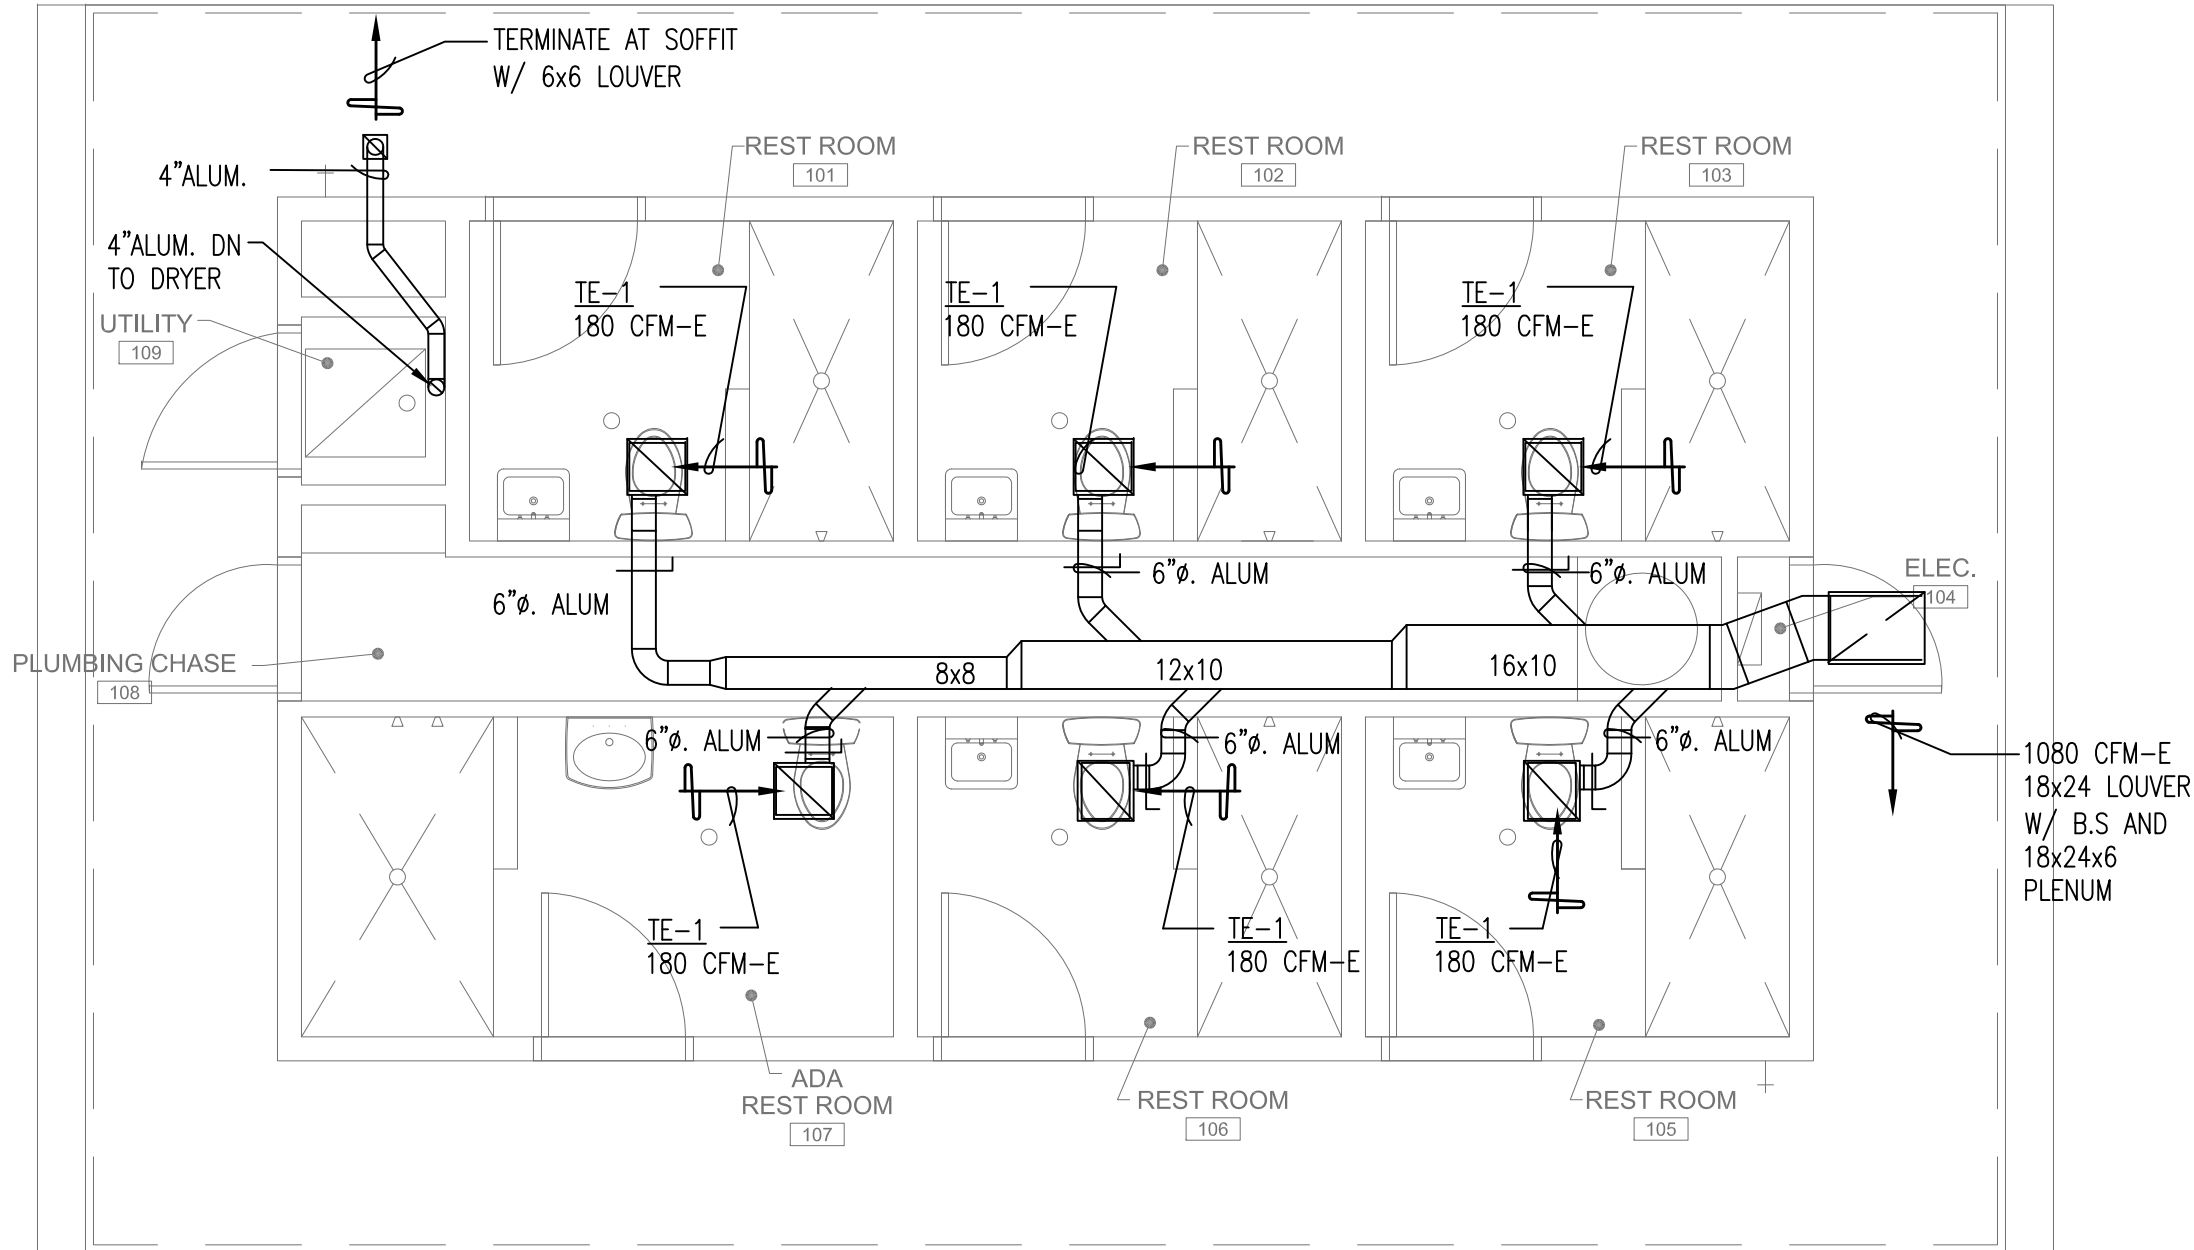 TERMINATE AT SOFFIT
W/ 6x6 LOUVER
4"ALUM.
4"ALUM. DN
TO DRYER
UTILITY
109
REST ROOM
101
REST ROOM
102
REST ROOM
103
TE-1
180 CFM-E
TE-1
180 CFM-E
TE-1
180 CFM-E
6"ø. ALUM
6"ø. ALUM
6"ø. ALUM
ELEC.
104
PLUMBING CHASE
108
8x8
12x10
16x10
6"ø. ALUM
6"ø. ALUM
6"ø. ALUM
1080 CFM-E
18x24 LOUVER
W/ B.S AND
18x24x6
PLENUM
TE-1
180 CFM-E
TE-1
180 CFM-E
TE-1
180 CFM-E
ADA
REST ROOM
107
REST ROOM
106
REST ROOM
105